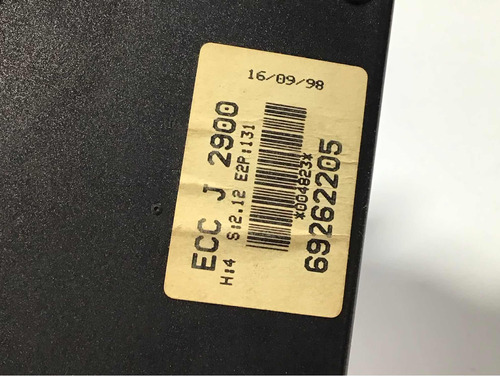 16/09/98
ECC J 2900
H:4 S:2.12 E2P:131
*004823*
69262205